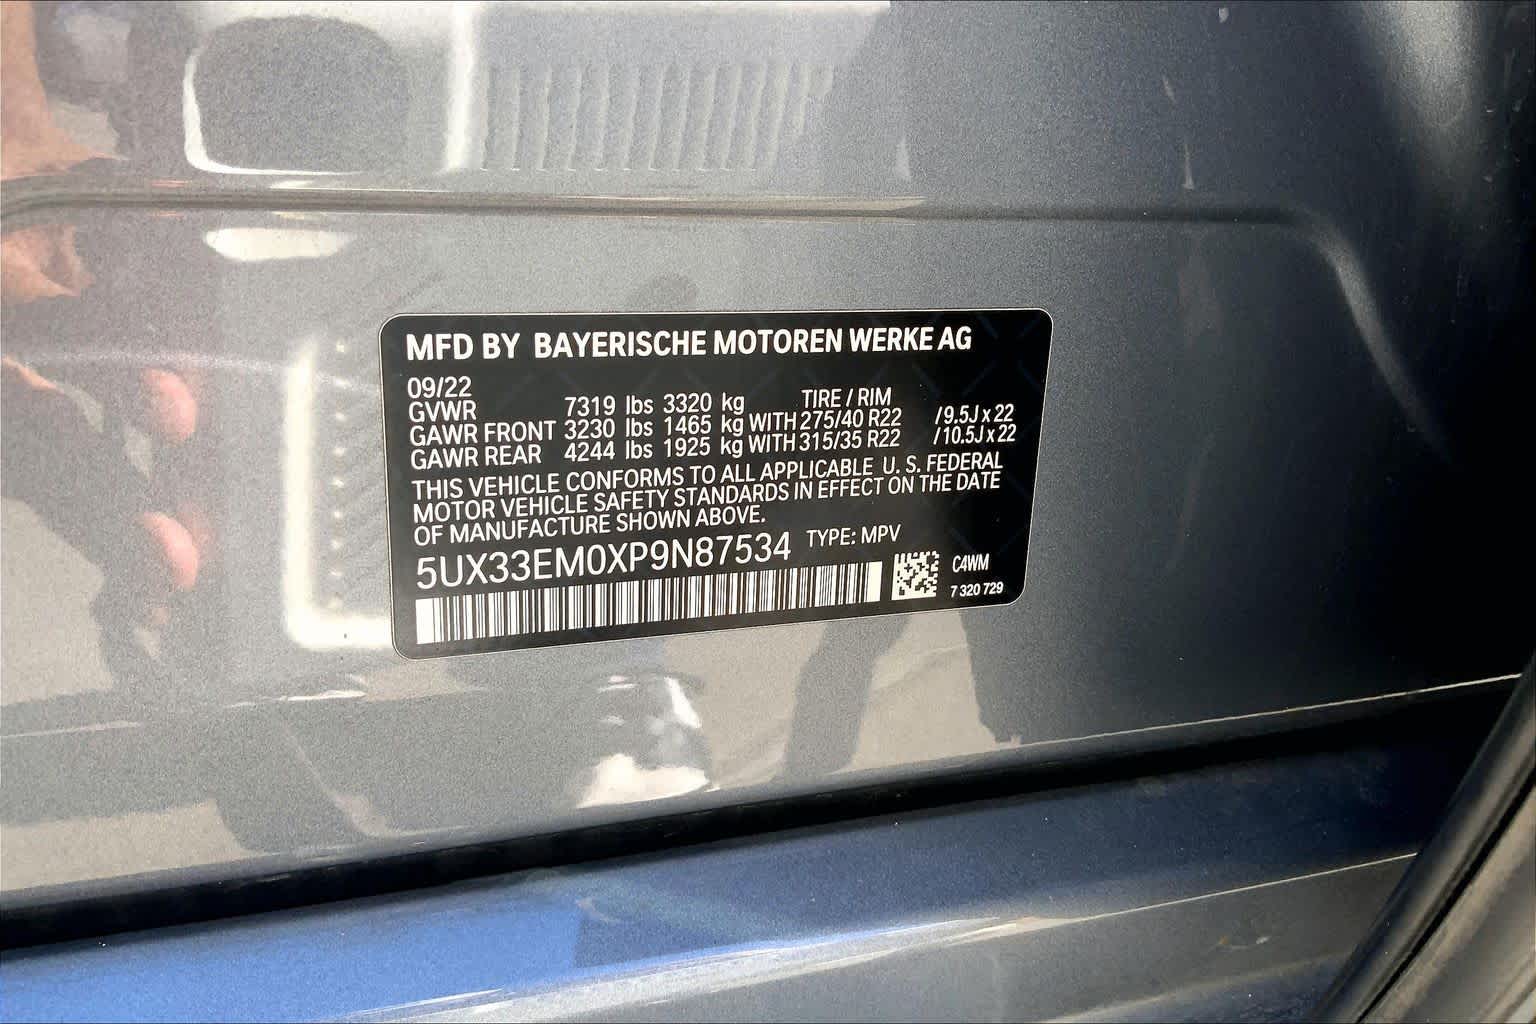 MFD BY BAYERISCHE MOTOREN WERKE AG
09/22
GVWR 7319 lbs 3320 kg TIRE / RIM
GAWR FRONT 3230 lbs 1465 kg WITH 275/40 R22 /9.5J x 22
GAWR REAR 4244 lbs 1925 kg WITH 315/35 R22 /10.5J x 22
THIS VEHICLE CONFORMS TO ALL APPLICABLE U. S. FEDERAL
MOTOR VEHICLE SAFETY STANDARDS IN EFFECT ON THE DATE
OF MANUFACTURE SHOWN ABOVE.
5UX33EM0XP9N87534 TYPE: MPV
C4WM
7 320 729